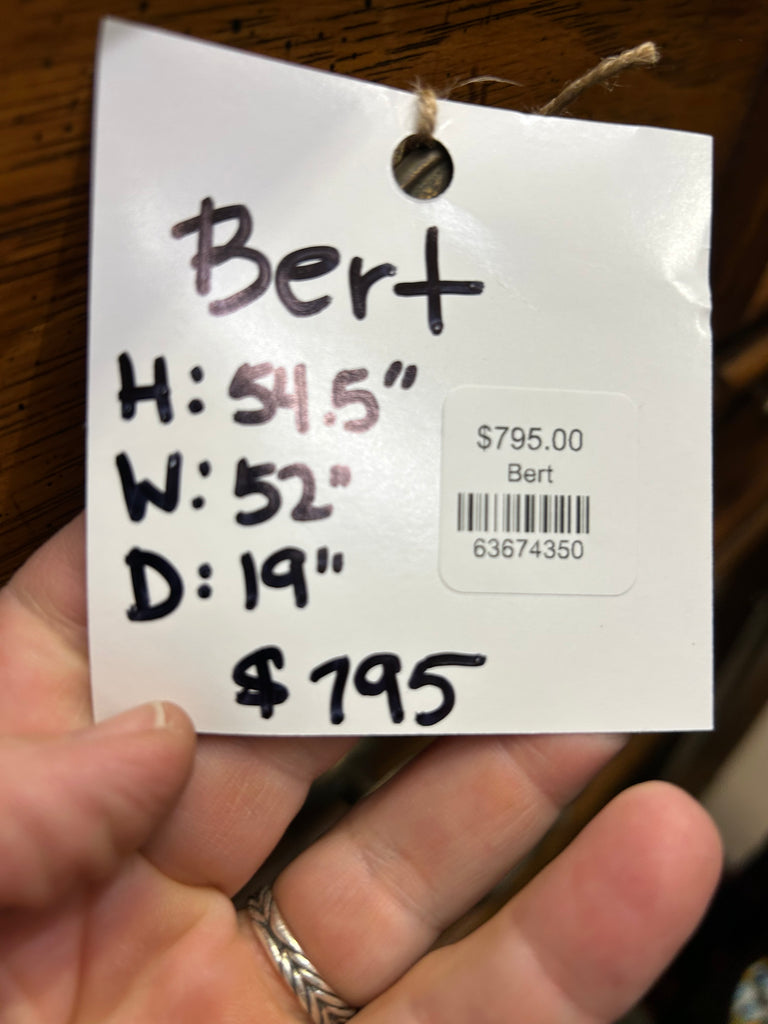 Bert
H: 54.5"
W: 52"
D: 19"
$795
$795.00
Bert
63674350